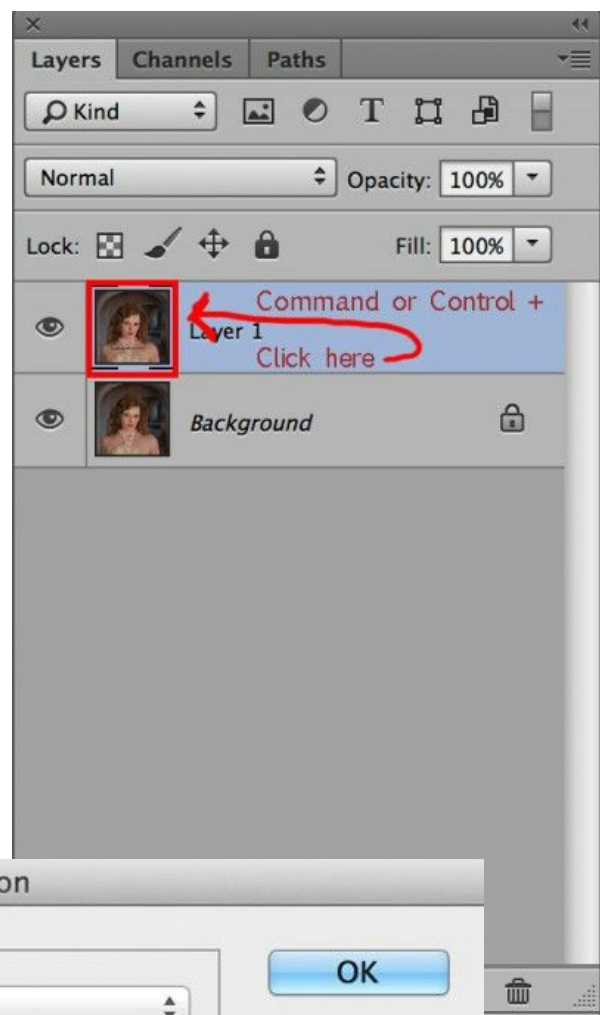 Layers Channels Paths
Kind
Normal Opacity: 100%
Lock: Fill: 100%
Command or Control +
Layer 1
Click here
Background
on
OK